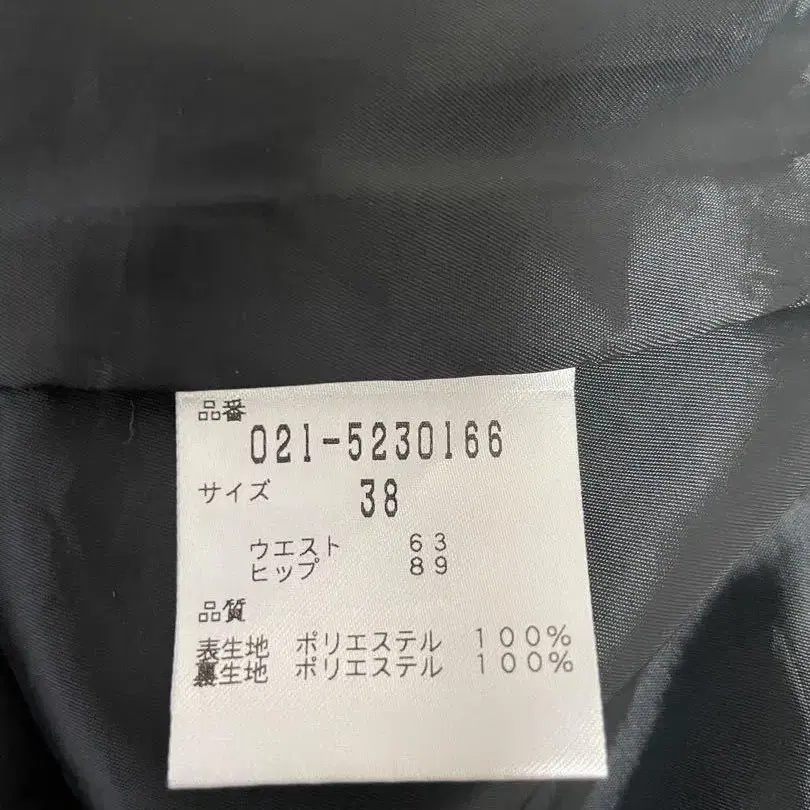 品番
021-5230166
サイズ 38
ウエスト 63
ヒップ 89
品質
表生地 ポリエステル 100%
裏生地 ポリエステル 100%